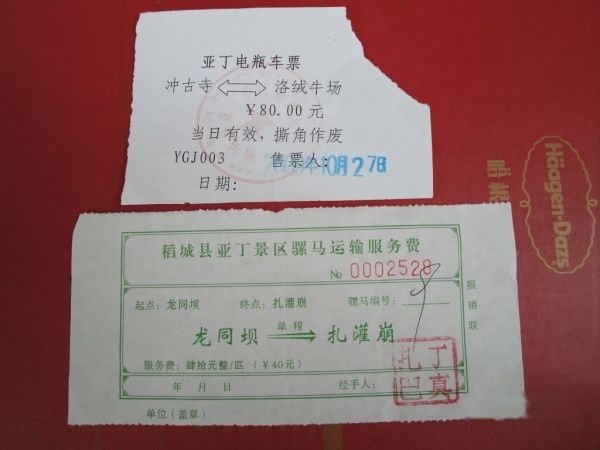 亚丁电瓶车票
冲古寺 洛绒牛场
￥80.00元
当日有效，撕角作废
YGJ003 售票人:
10月27日
日期:
Häagen-Dazs
稻城县亚丁景区骡马运输服务费
No 0002528
起点: 龙同坝 终点: 扎灌崩 骡马编号:
报销联
单程
龙同坝 扎灌崩
服务费: 肆拾元整/匹（￥40元）
年 月 日 经手人:
扎丁
巴真
单位（盖章）